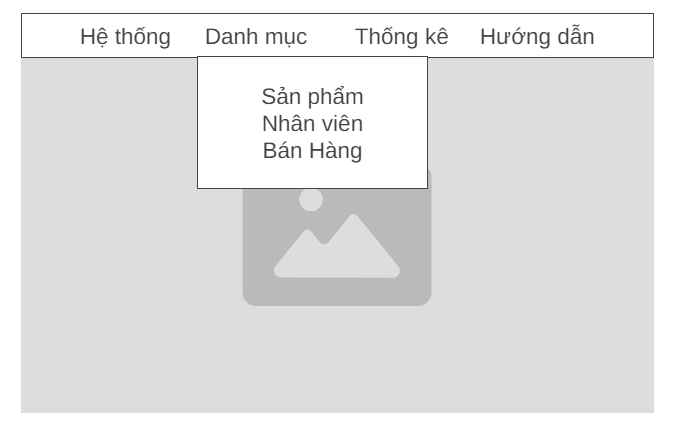 Hệ thống Danh mục Thống kê Hướng dẫn
Sản phẩm
Nhân viên
Bán Hàng